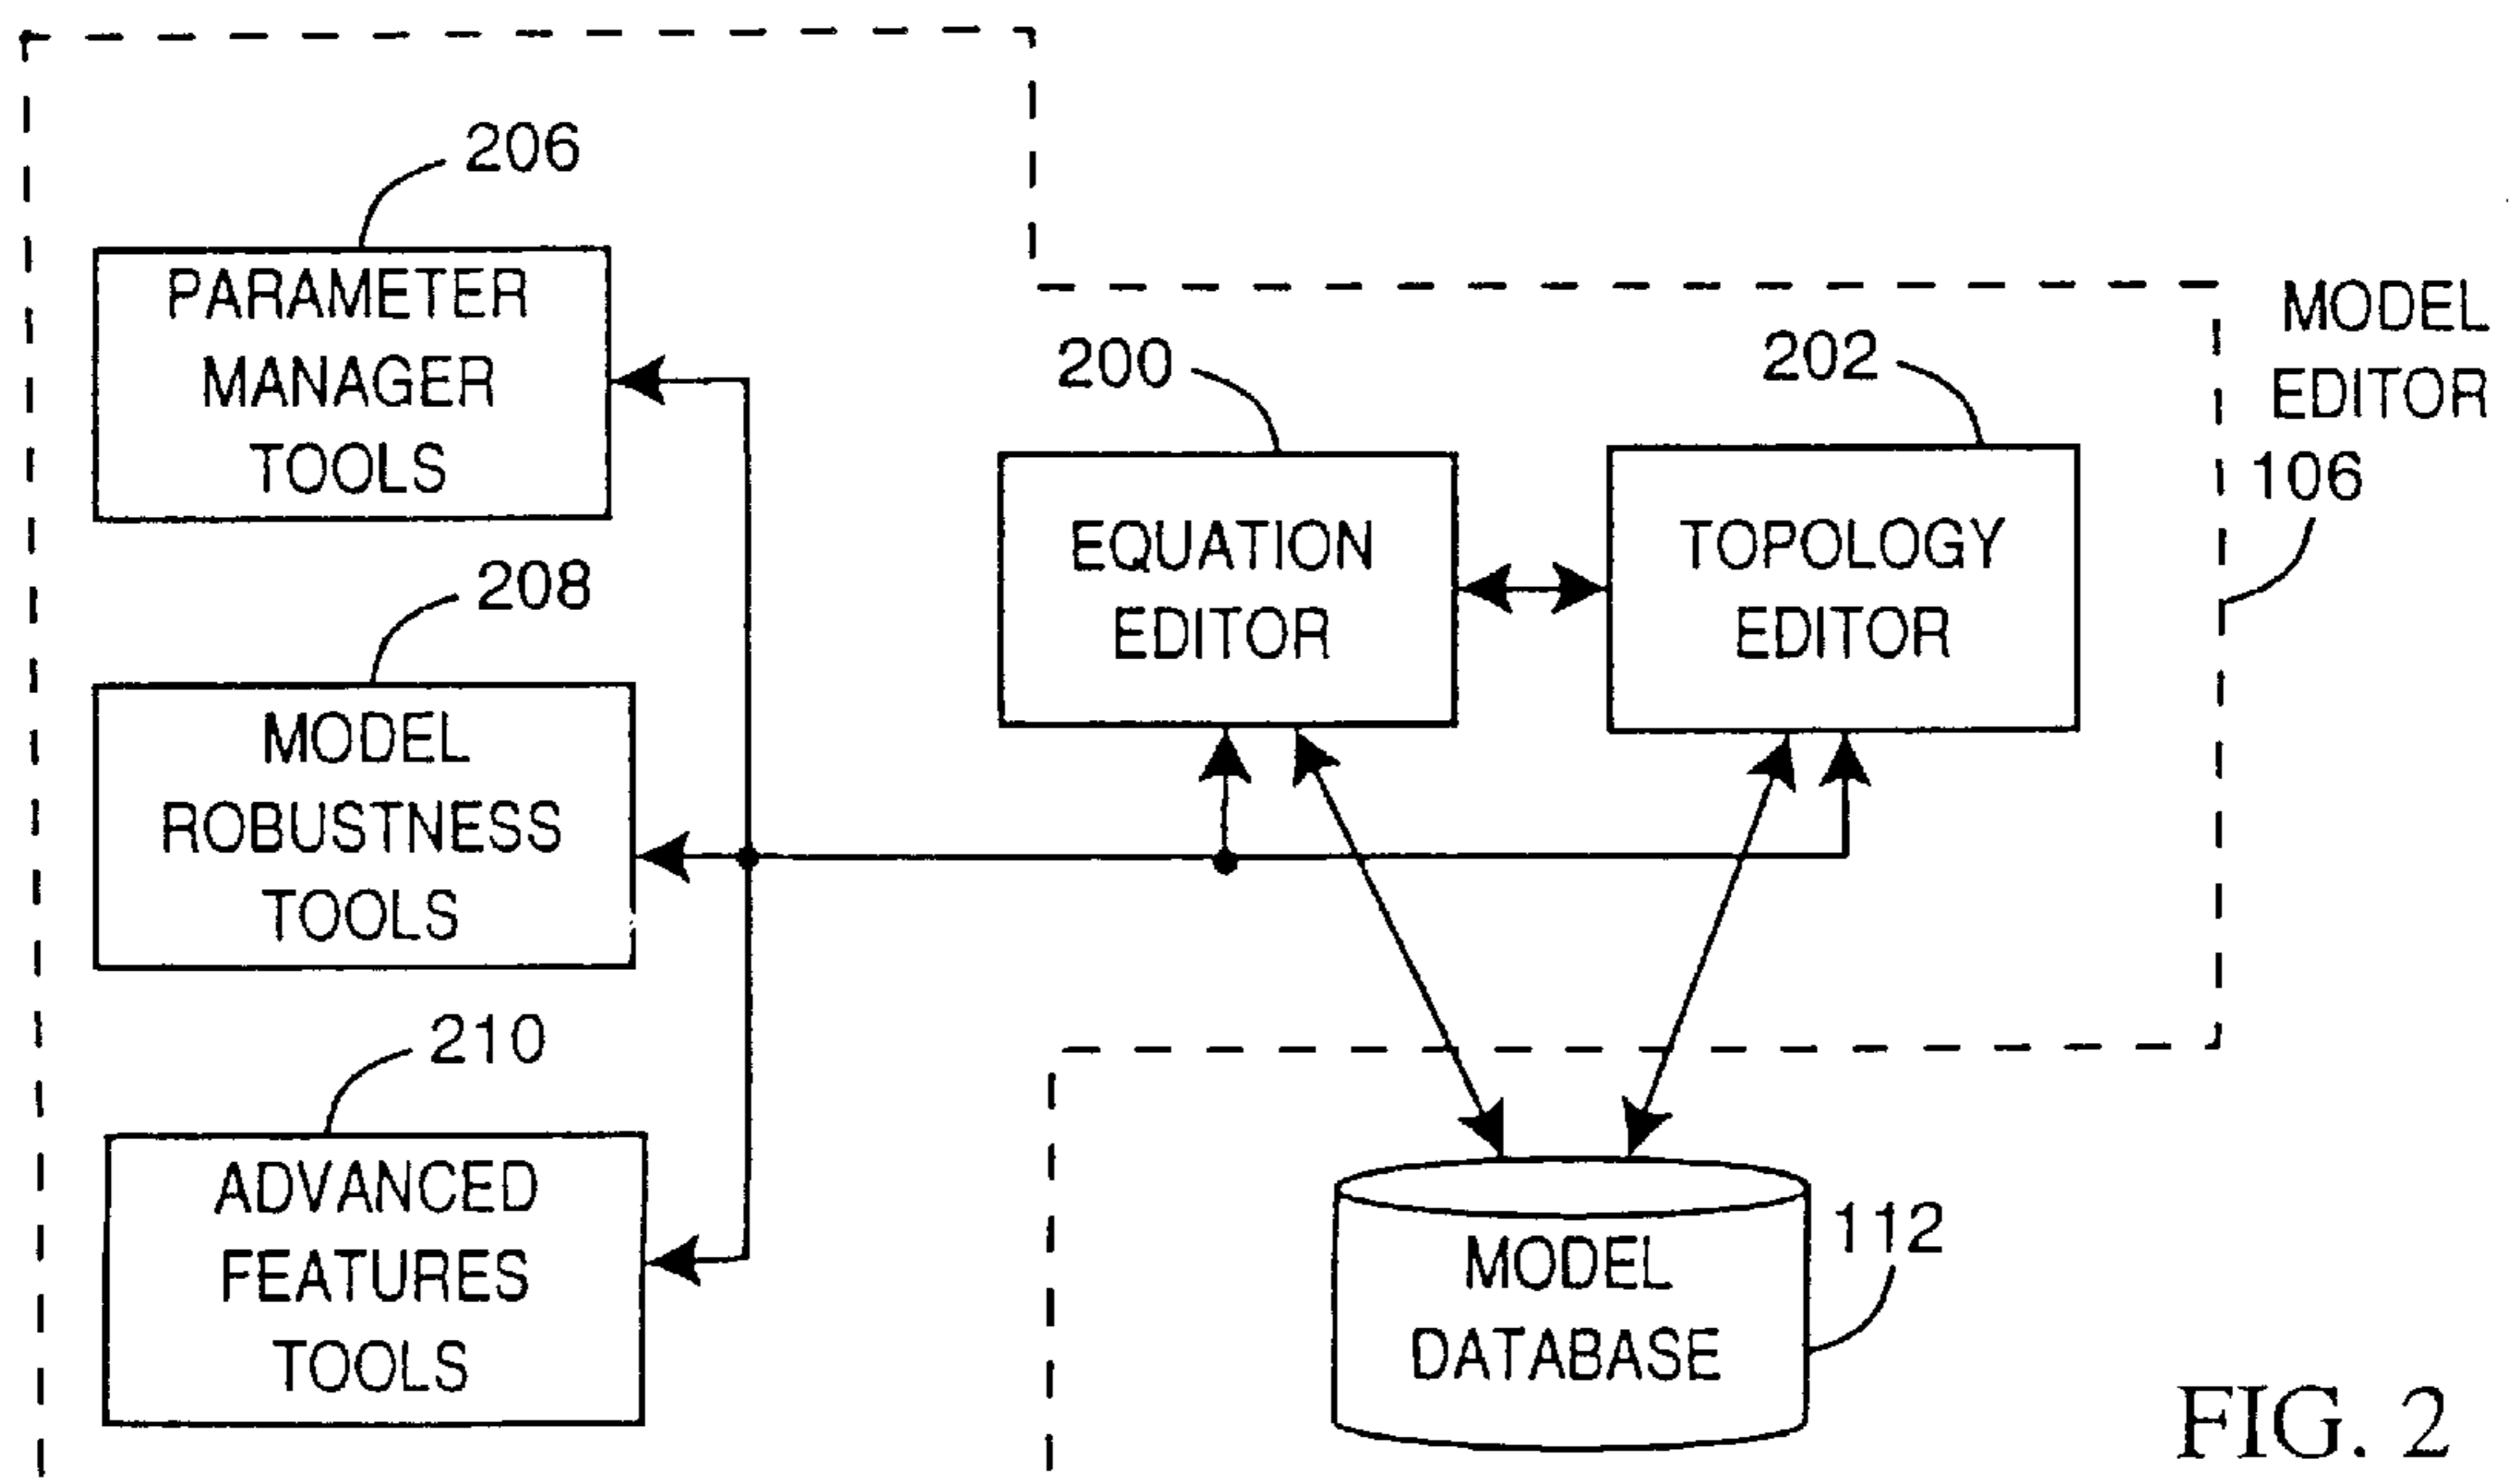 206
PARAMETER
MANAGER
TOOLS
208
MODEL
ROBUSTNESS
TOOLS
210
ADVANCED
FEATURES
TOOLS
200
EQUATION
EDITOR
202
TOPOLOGY
EDITOR
MODEL
EDITOR
106
112
MODEL
DATABASE
FIG. 2